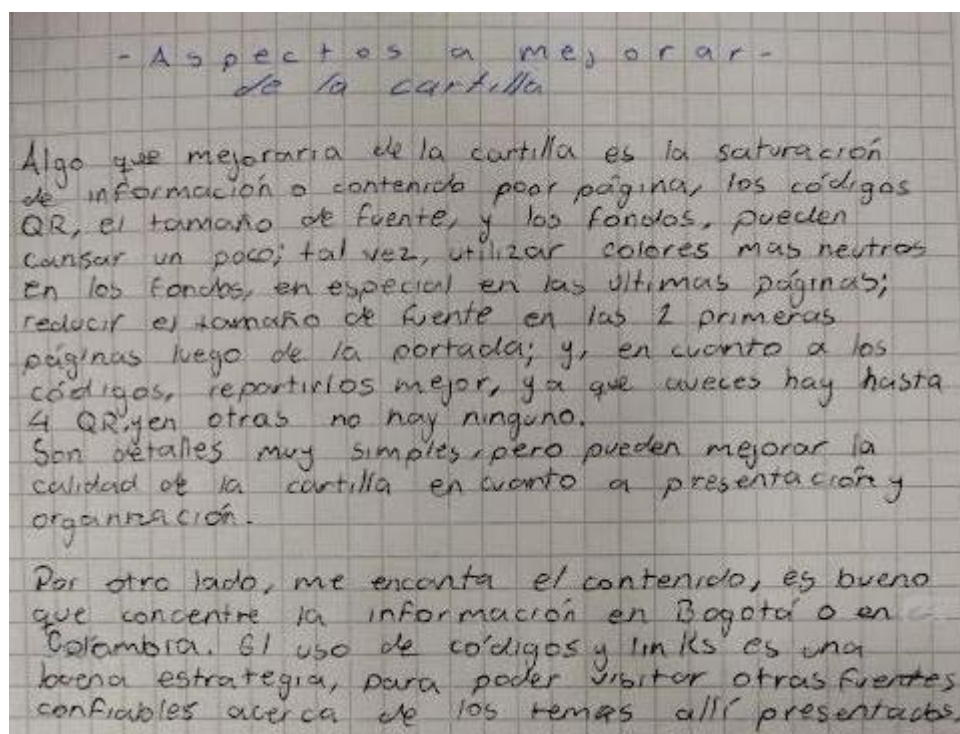 - Aspectos a mejorar -
de la cartilla
Algo que mejoraria de la cartilla es la saturación
de información o contenido poor página, los códigos
QR, el tamaño de fuente, y los fondos, pueden
cansar un poco; tal vez, utilizar colores mas neutros
en los fondos, en especial en las ultimas páginas;
reducir el tamaño de fuente en las 2 primeras
páginas luego de la portada; y, en cuanto a los
códigos, repartirlos mejor, ya que aveces hay hasta
4 QR, y en otras no hay ninguno.
Son detalles muy simples, pero pueden mejorar la
calidad de la cartilla en cuanto a presentación y
organización.
Por otro lado, me encanta el contenido, es bueno
que concentre la información en Bogotá o en
Colombia. El uso de códigos y links es una
buena estrategia, para poder visitar otras fuentes
confiables acerca de los temas allí presentados.